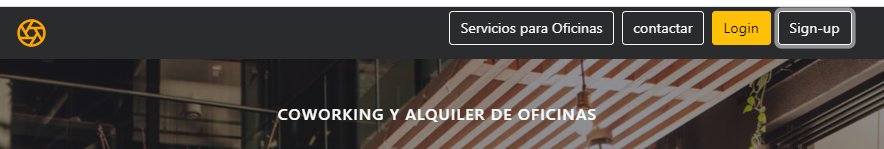 Servicios para Oficinas contactar Login Sign-up
COWORKING Y ALQUILER DE OFICINAS